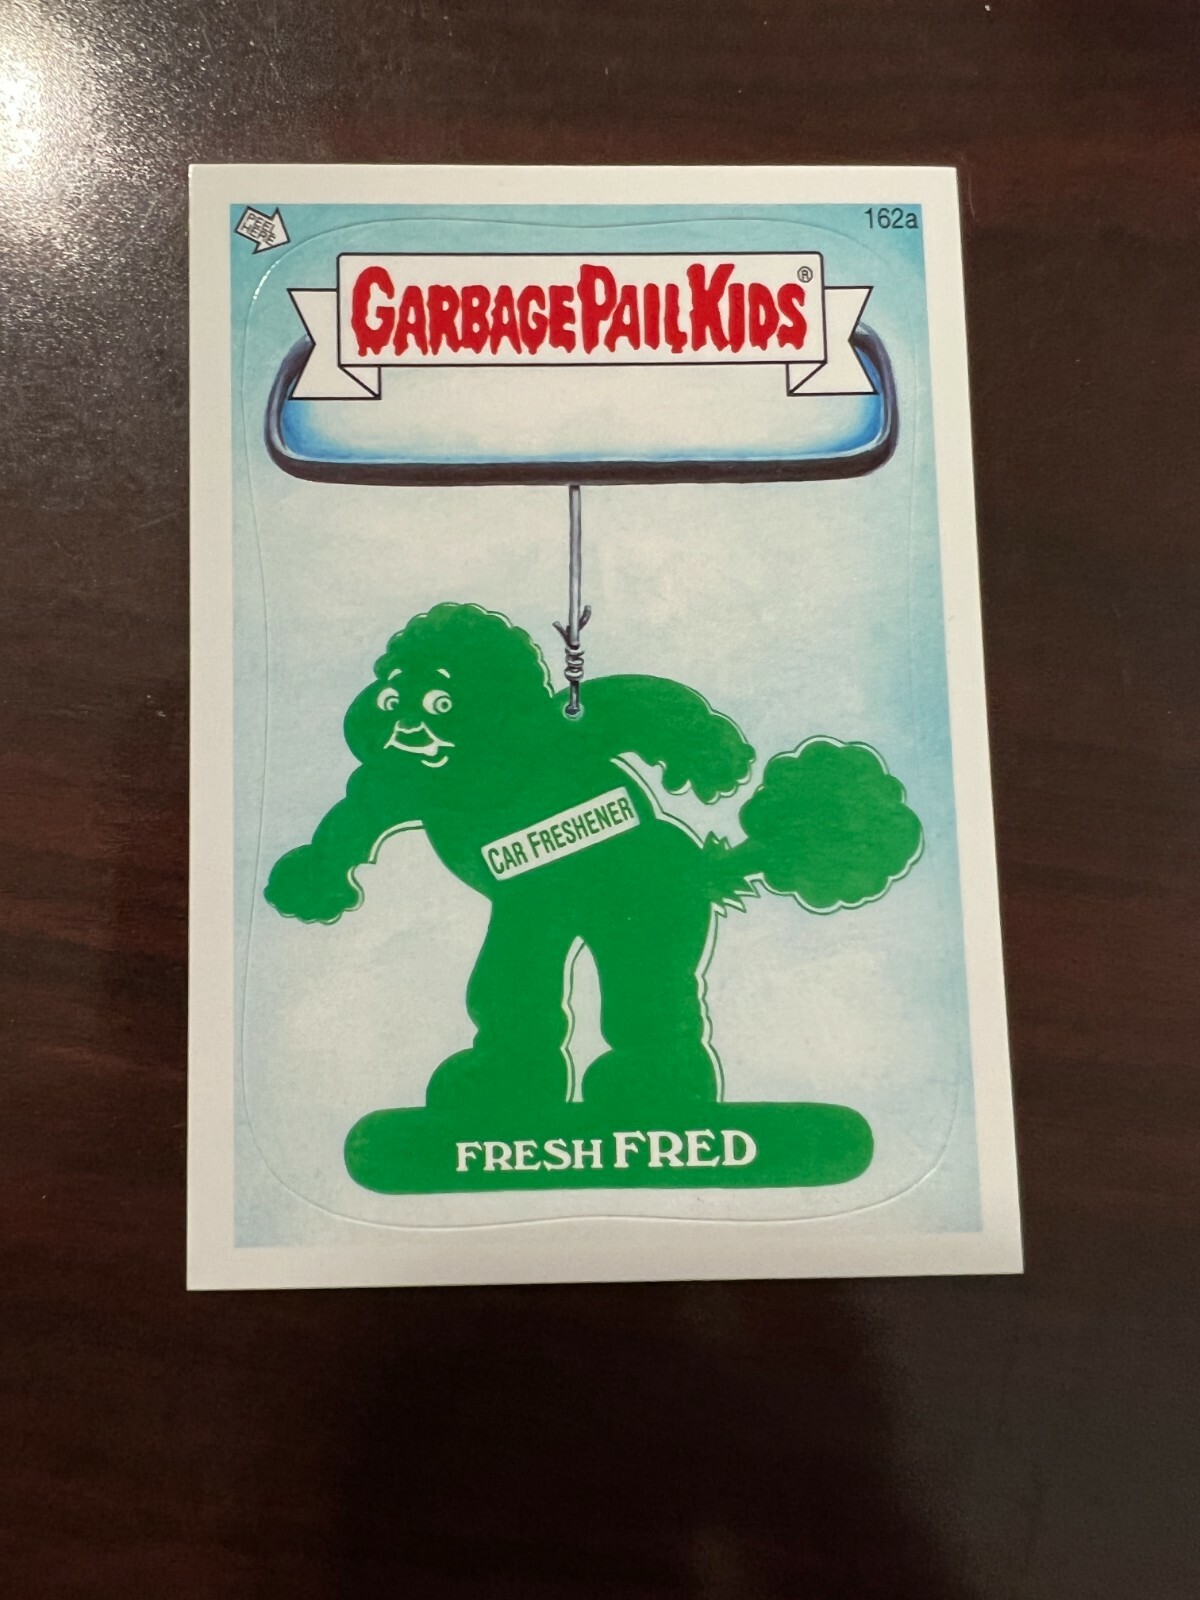 PEEL
HERE
162a
GARBAGE PAIL KIDS®
CAR FRESHENER
FRESH FRED